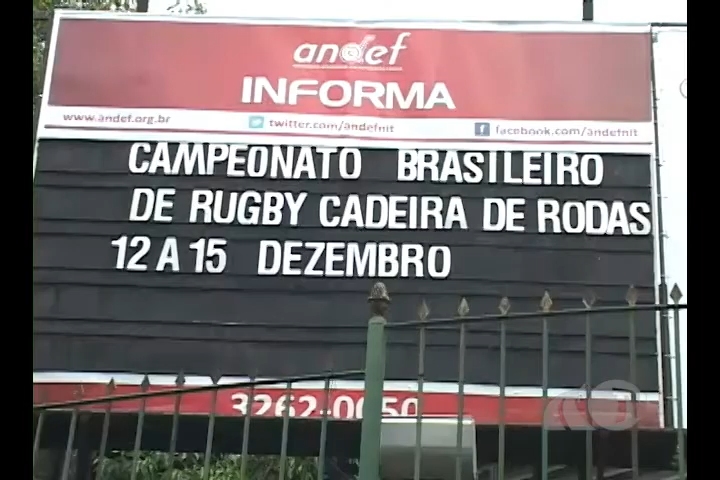 andef
INFORMA
www.andef.org.br twitter.com/andefnit facebook.com/andefnit
CAMPEONATO BRASILEIRO
DE RUGBY CADEIRA DE RODAS
12 A 15 DEZEMBRO
3262-0050